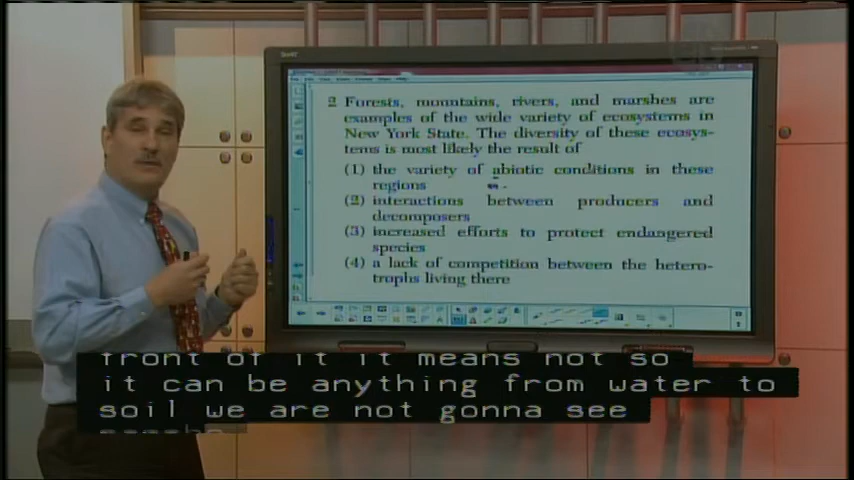 SMART
2 Forests, mountains, rivers, and marshes are
examples of the wide variety of ecosystems in
New York State. The diversity of these ecosys-
tems is most likely the result of
(1) the variety of abiotic conditions in these
regions
(2) interactions between producers and
decomposers
(3) increased efforts to protect endangered
species
(4) a lack of competition between the hetero-
trophs living there
front of it it means not so
it can be anything from water to
soil we are not gonna see